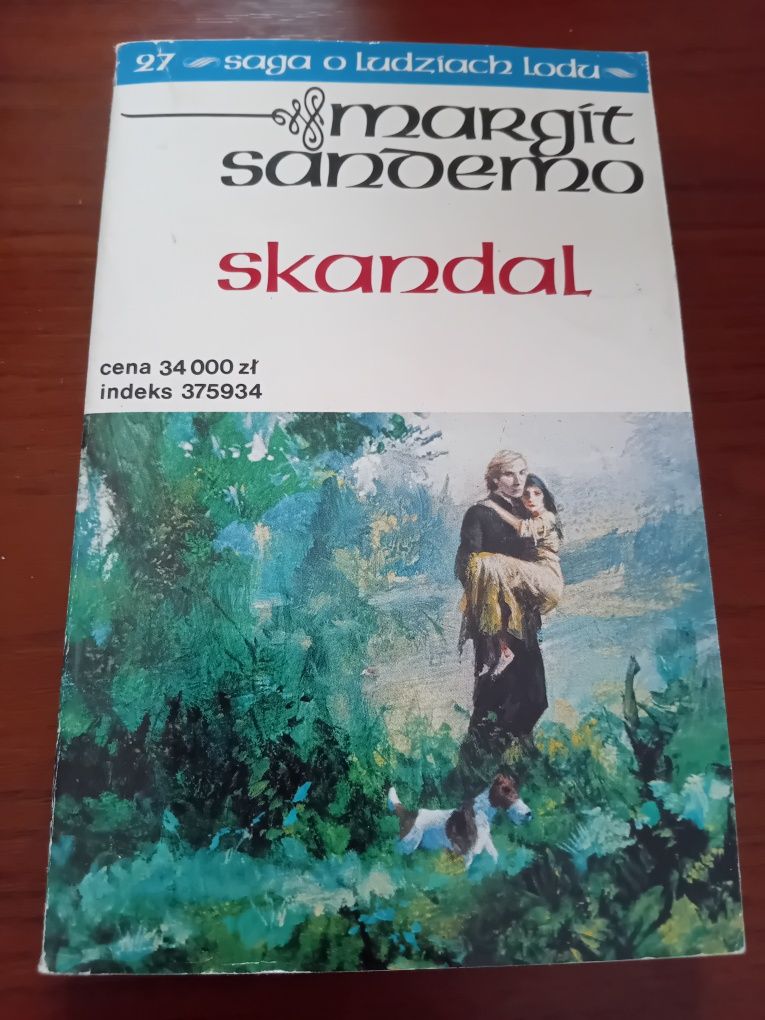 27 saga o ludziach lodu
margit
sandemo
skandal
cena 34 000 zł
indeks 375934